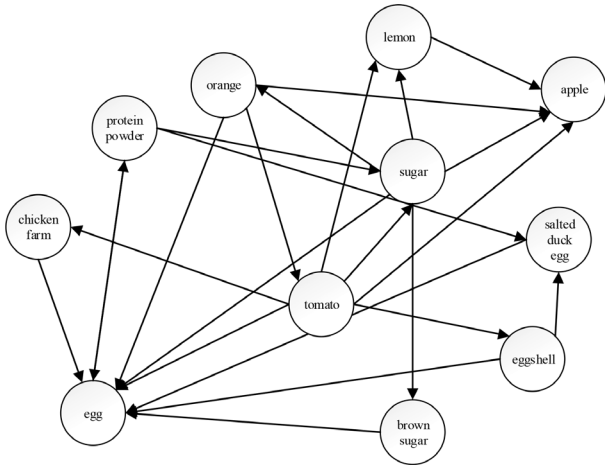 lemon
orange
apple
protein
powder
sugar
chicken
farm
salted
duck
egg
tomato
eggshell
egg
brown
sugar